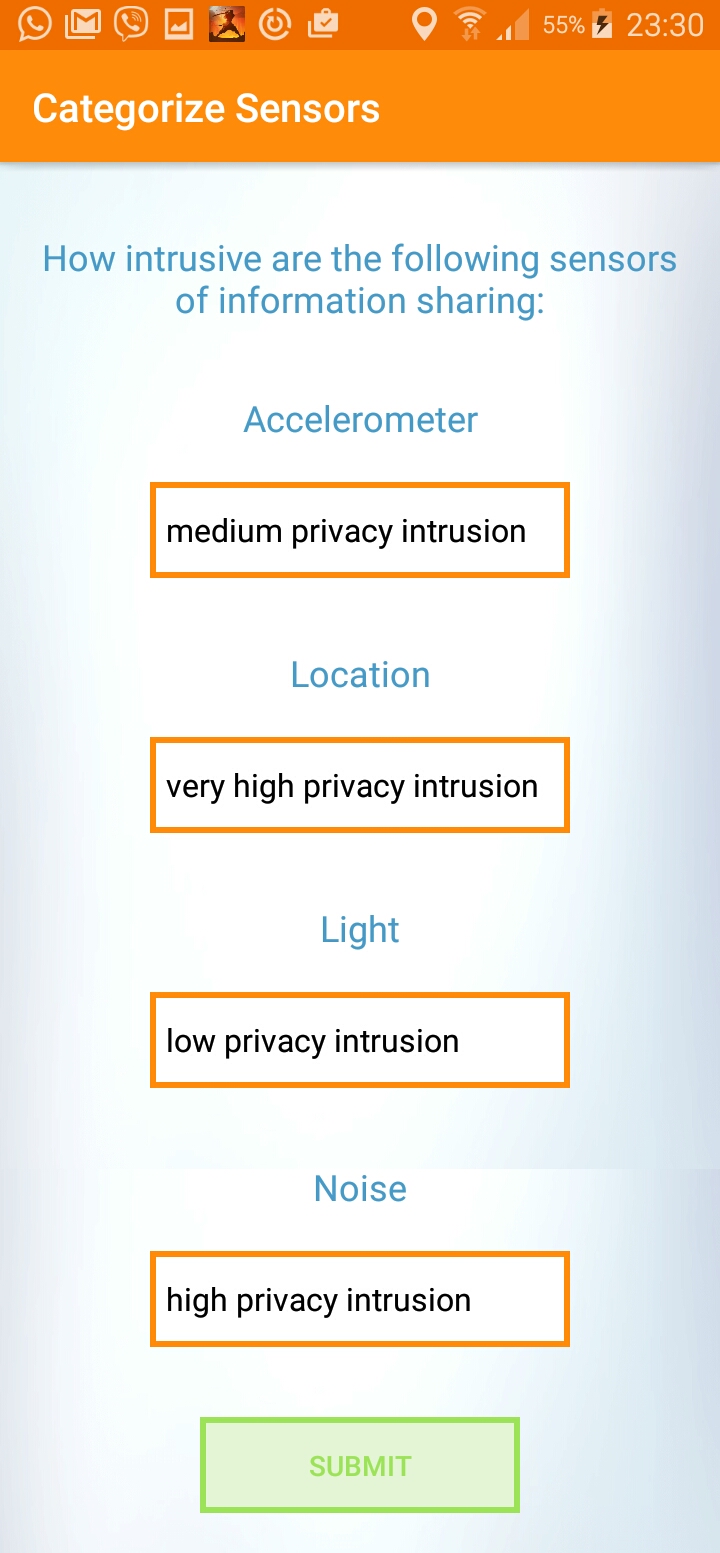 55% 23:30
Categorize Sensors
How intrusive are the following sensors
of information sharing:
Accelerometer
medium privacy intrusion
Location
very high privacy intrusion
Light
low privacy intrusion
Noise
high privacy intrusion
SUBMIT